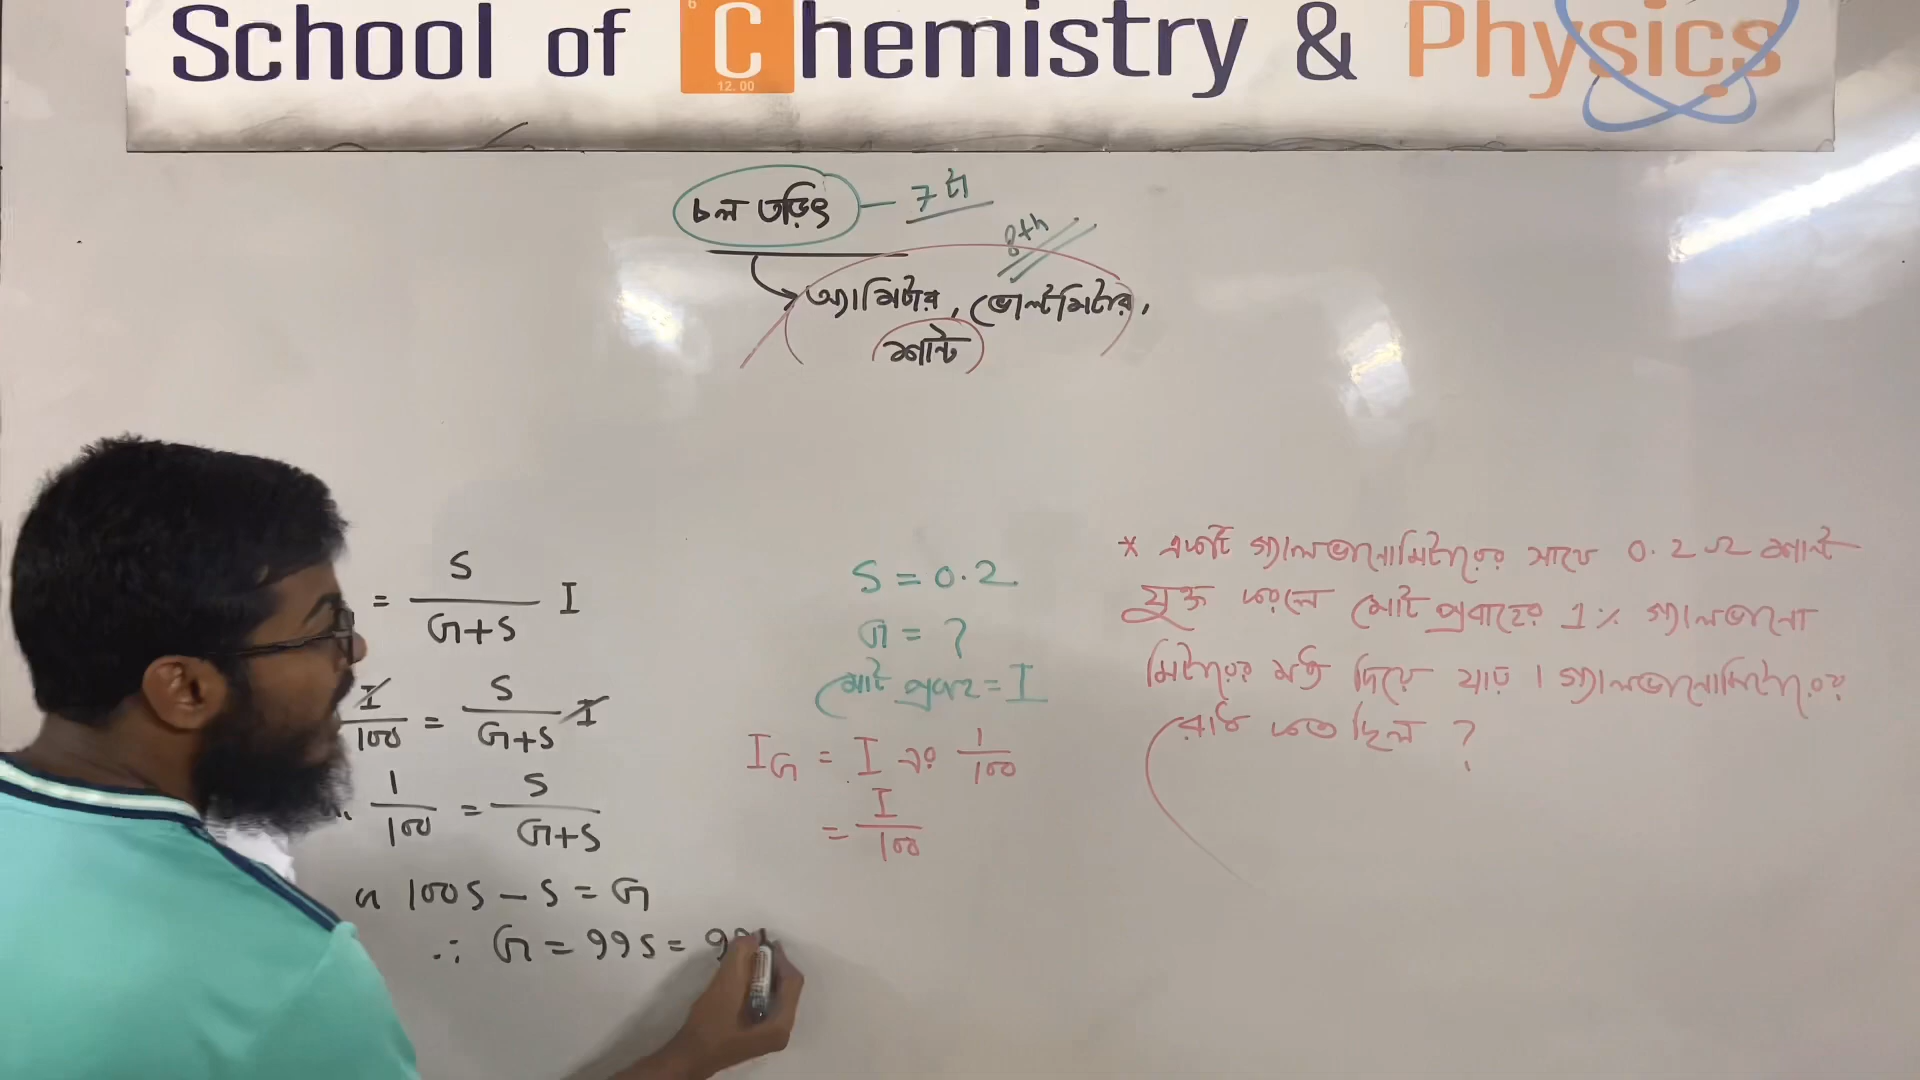 School of Chemistry & Physics
6
12.00
চল তড়িৎ — 7 টা
8th
অ্যামিটার, ভোল্টমিটার,
শান্ট
= S/(G+S) I
I/100 = S/(G+S) I
1/100 = S/(G+S)
100S - S = G
∴ G = 99S = 99
S = 0.2
G = ?
মোট প্রবাহ = I
I_G = I এর 1/100
= I/100
* একটি গ্যালভানোমিটারের সাথে 0.2 Ω শান্ট
যুক্ত করলে মোট প্রবাহের 1% গ্যালভানো
মিটারের মধ্য দিয়ে যায়। গ্যালভানোমিটারের
রোধ কত ছিল ?